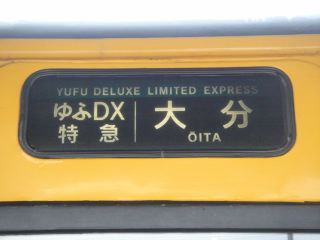 YUFU DELUXE LIMITED EXPRESS
ゆふDX 大分
特急 ŌITA